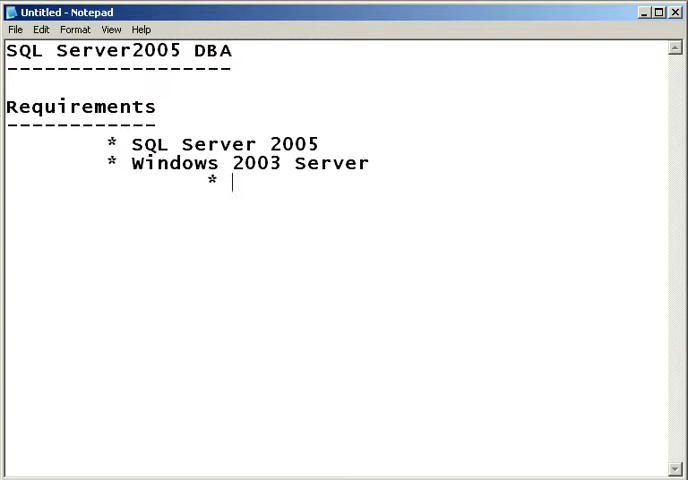 Untitled - Notepad
File Edit Format View Help
SQL Server2005 DBA
------------------
Requirements
------------
* SQL Server 2005
* Windows 2003 Server
*